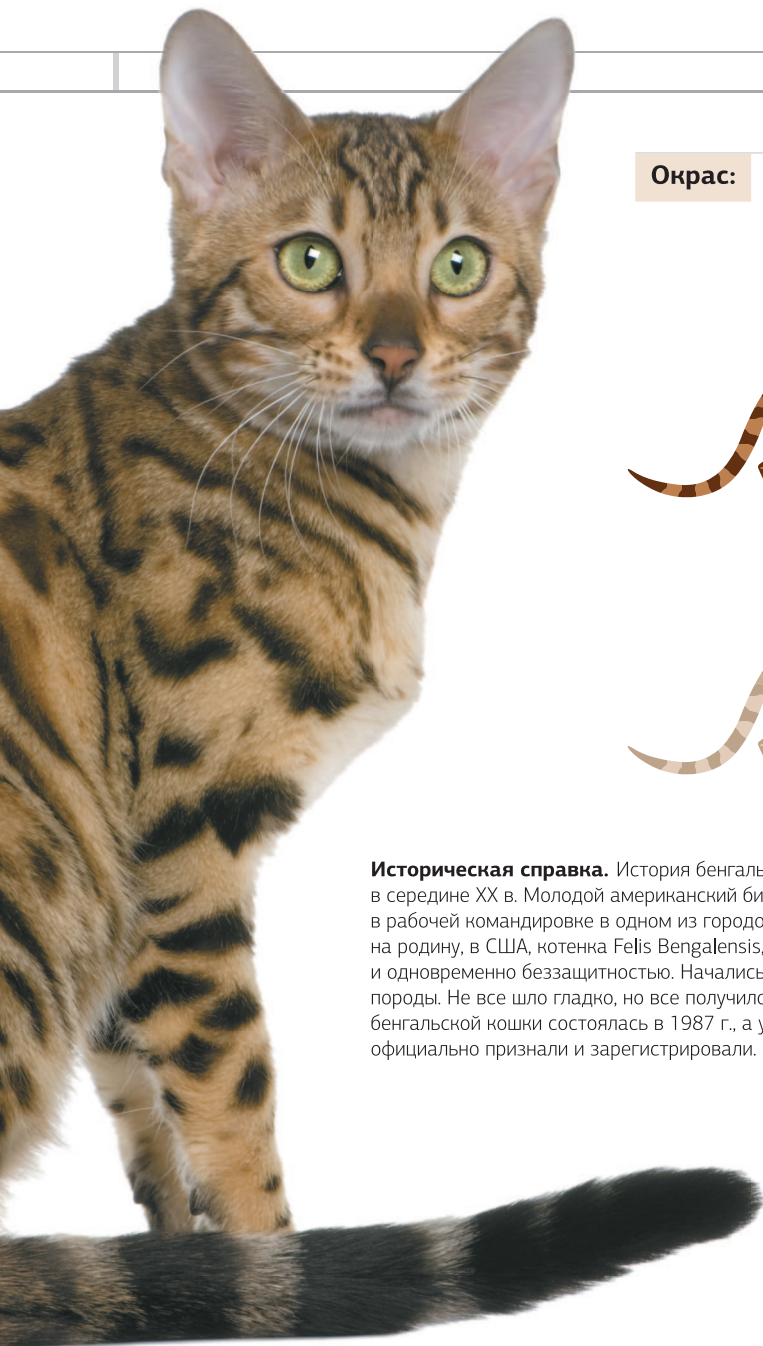 Окрас:
Историческая справка. История бенгаль
в середине XX в. Молодой американский би
в рабочей командировке в одном из городо
на родину, в США, котенка Felis Bengalensis,
и одновременно беззащитностью. Начались
породы. Не все шло гладко, но все получилс
бенгальской кошки состоялась в 1987 г., а у
официально признали и зарегистрировали.